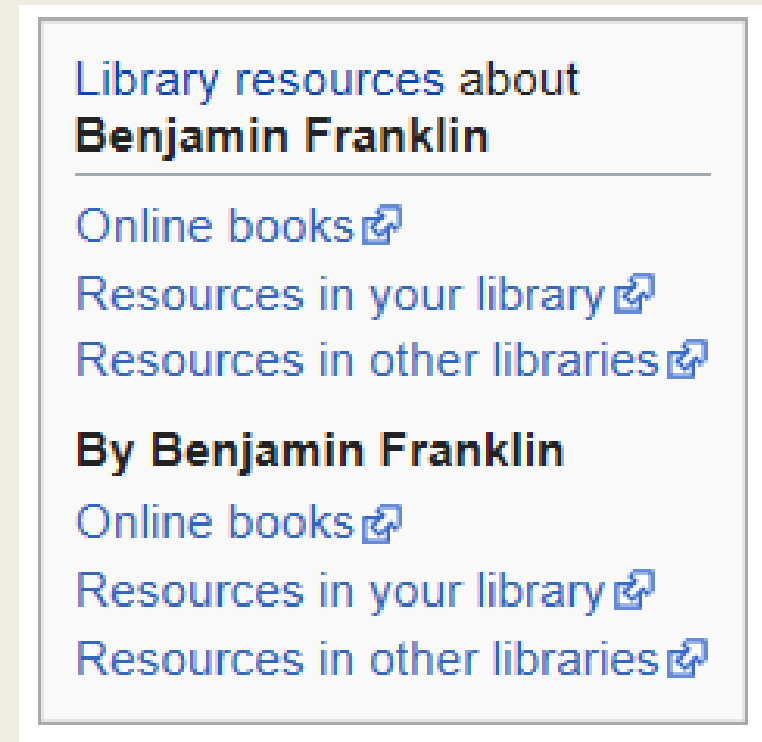 Library resources about
Benjamin Franklin
Online books
Resources in your library
Resources in other libraries
By Benjamin Franklin
Online books
Resources in your library
Resources in other libraries